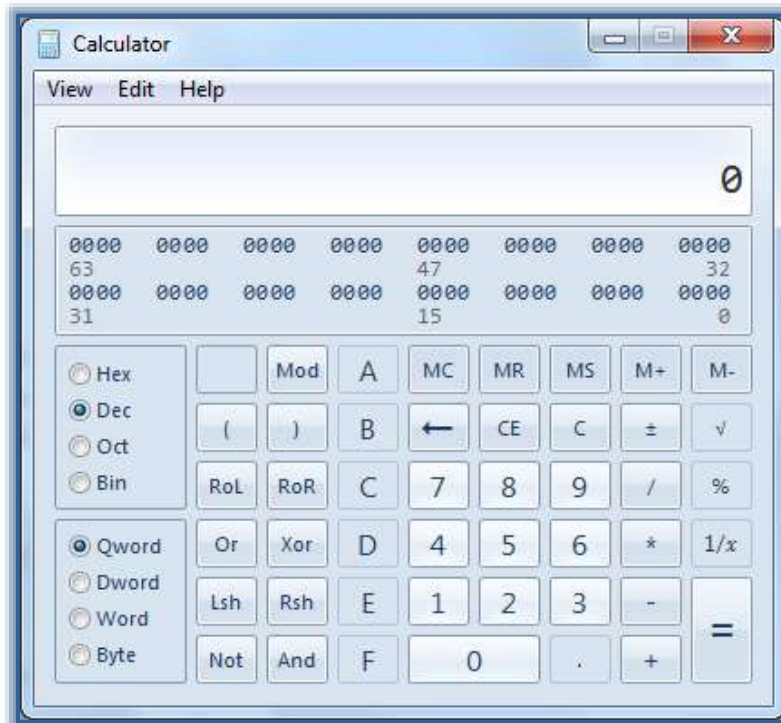 Calculator
View Edit Help
0
0000 0000 0000 0000 0000 0000 0000 0000
63 47 32
0000 0000 0000 0000 0000 0000 0000 0000
31 15 0
Hex Mod A MC MR MS M+ M-
Dec ( ) B ← CE C ± √
Oct
Bin RoL RoR C 7 8 9 / %
Qword Or Xor D 4 5 6 * 1/x
Dword
Word Lsh Rsh E 1 2 3 - =
Byte Not And F 0 . +